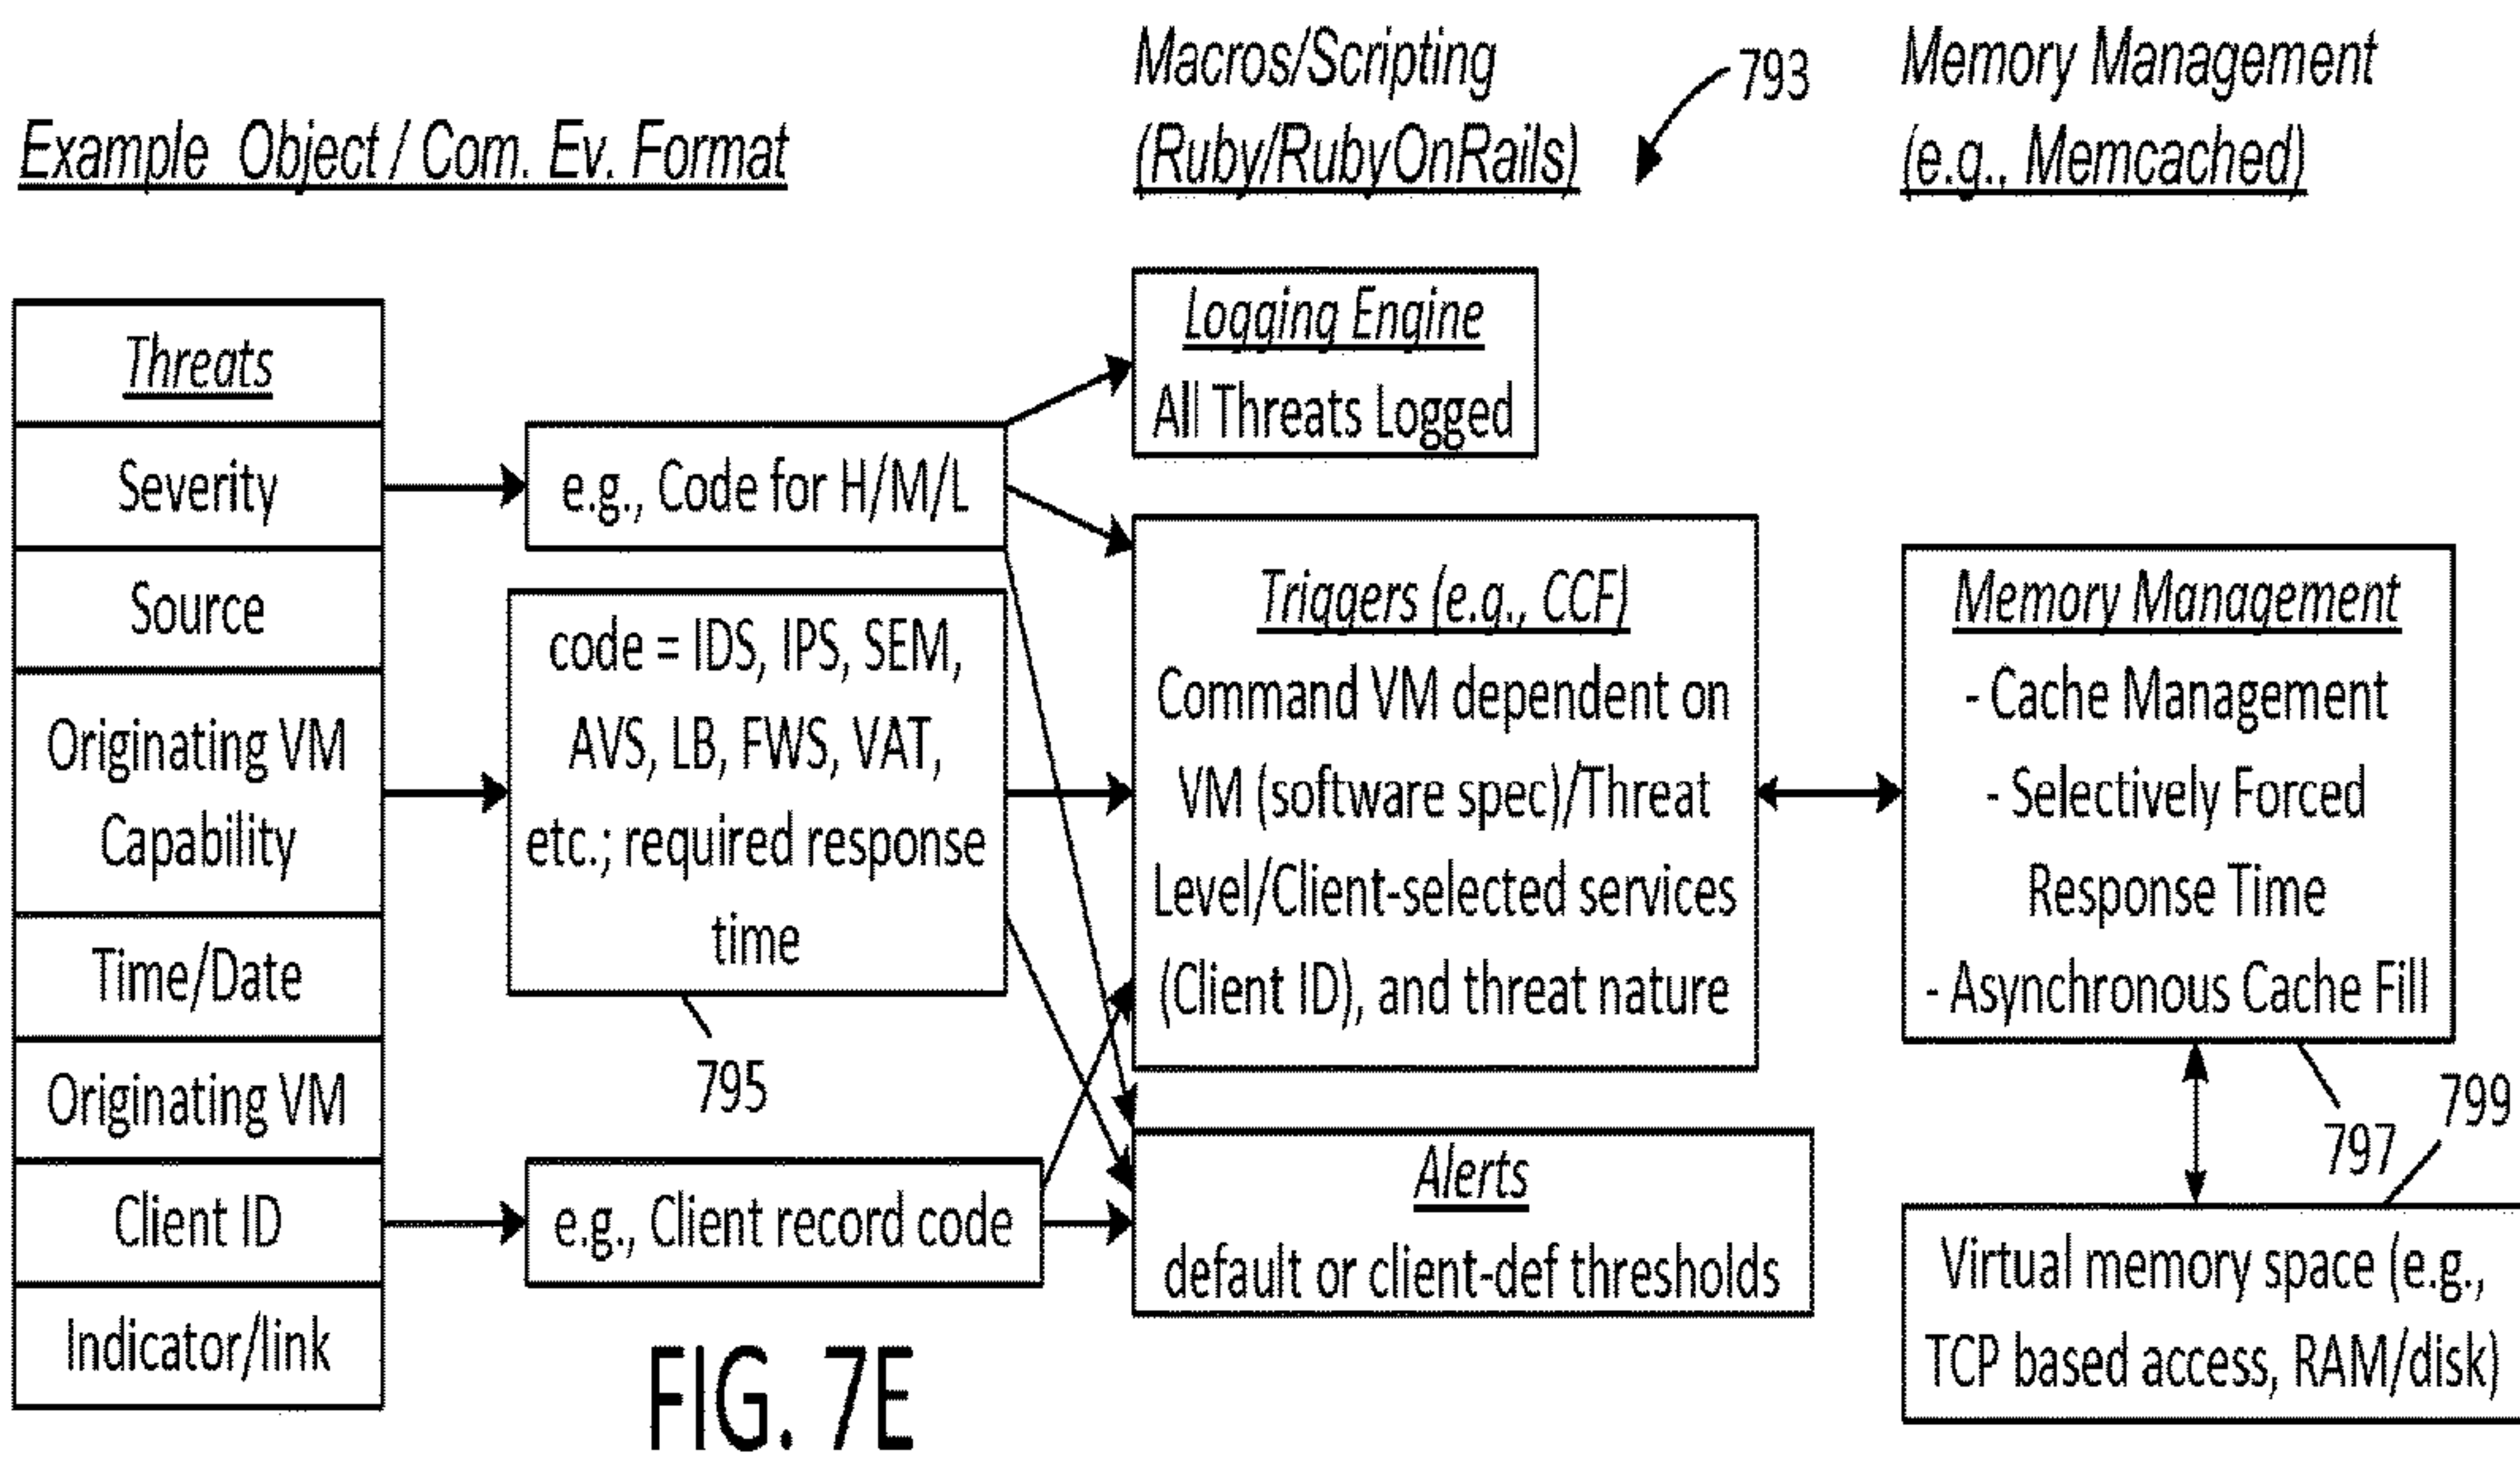 Example Object / Com. Ev. Format
Macros/Scripting
(Ruby/RubyOnRails)
793
Memory Management
(e.g., Memcached)
Threats
Severity
Source
Originating VM
Capability
Time/Date
Originating VM
Client ID
Indicator/link
e.g., Code for H/M/L
code = IDS, IPS, SEM,
AVS, LB, FWS, VAT,
etc.; required response
time
795
e.g., Client record code
Logging Engine
All Threats Logged
Triggers (e.g., CCF)
Command VM dependent on
VM (software spec)/Threat
Level/Client-selected services
(Client ID), and threat nature
Alerts
default or client-def thresholds
Memory Management
- Cache Management
- Selectively Forced
Response Time
- Asynchronous Cache Fill
797
799
Virtual memory space (e.g.,
TCP based access, RAM/disk)
FIG. 7E